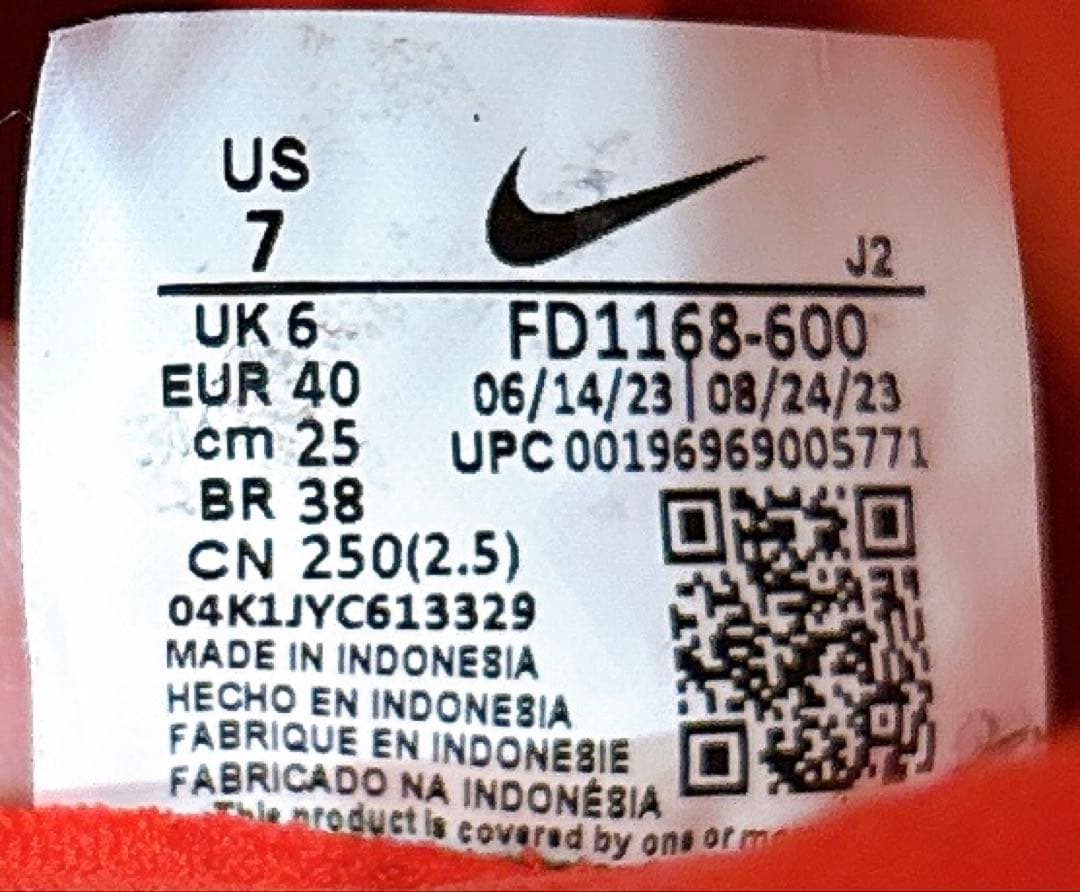 US
7
J2
UK 6
FD1168-600
EUR 40
06/14/23|08/24/23
cm 25
UPC 00196969005771
BR 38
CN 250(2.5)
04K1JYC613329
MADE IN INDONESIA
HECHO EN INDONESIA
FABRIQUE EN INDONESIE
FABRICADO NA INDONÉSIA
This product is covered by one or